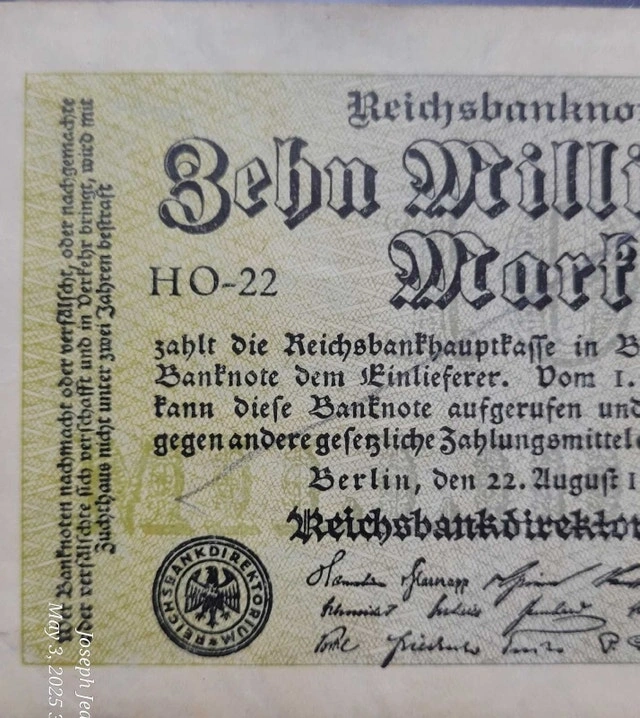 Reichsbankno
Zehn Milli
Mark
HO-22
zahlt die Reichsbankhauptkasse in B
Banknote dem Einlieferer. Vom 1.
kann diese Banknote aufgerufen und
gegen andere gesetzliche Zahlungsmittel
Berlin, den 22. August 1
Reichsbankdirektor
REICHSBANKDIREKTORIUM
Banknoten nachmacht oder verfälscht, oder nachgemachte
oder verfälschte sich verschafft und in Verkehr bringt, wird mit
Zuchthaus nicht unter zwei Jahren bestraft
Joseph Jea
May 3, 2025